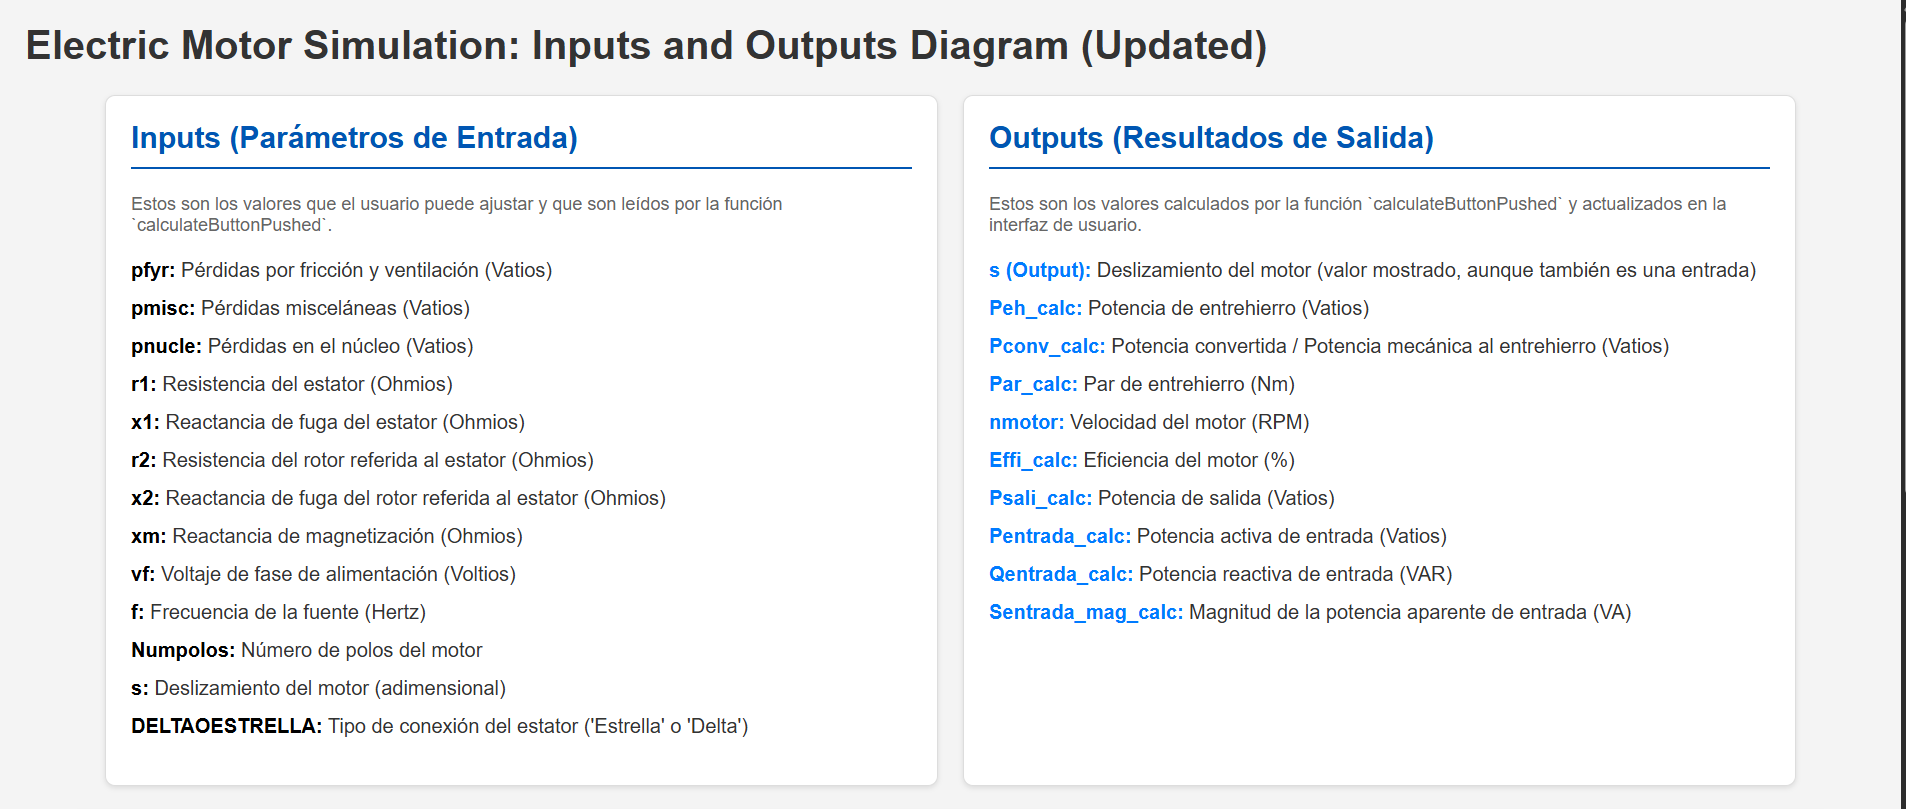 Electric Motor Simulation: Inputs and Outputs Diagram (Updated)
Inputs (Parámetros de Entrada)
Estos son los valores que el usuario puede ajustar y que son leídos por la función
`calculateButtonPushed`.
pfyr: Pérdidas por fricción y ventilación (Vatios)
pmisc: Pérdidas misceláneas (Vatios)
pnucle: Pérdidas en el núcleo (Vatios)
r1: Resistencia del estator (Ohmios)
x1: Reactancia de fuga del estator (Ohmios)
r2: Resistencia del rotor referida al estator (Ohmios)
x2: Reactancia de fuga del rotor referida al estator (Ohmios)
xm: Reactancia de magnetización (Ohmios)
vf: Voltaje de fase de alimentación (Voltios)
f: Frecuencia de la fuente (Hertz)
Numpolos: Número de polos del motor
s: Deslizamiento del motor (adimensional)
DELTAOESTRELLA: Tipo de conexión del estator ('Estrella' o 'Delta')
Outputs (Resultados de Salida)
Estos son los valores calculados por la función `calculateButtonPushed` y actualizados en la
interfaz de usuario.
s (Output): Deslizamiento del motor (valor mostrado, aunque también es una entrada)
Peh_calc: Potencia de entrehierro (Vatios)
Pconv_calc: Potencia convertida / Potencia mecánica al entrehierro (Vatios)
Par_calc: Par de entrehierro (Nm)
nmotor: Velocidad del motor (RPM)
Effi_calc: Eficiencia del motor (%)
Psali_calc: Potencia de salida (Vatios)
Pentrada_calc: Potencia activa de entrada (Vatios)
Qentrada_calc: Potencia reactiva de entrada (VAR)
Sentrada_mag_calc: Magnitud de la potencia aparente de entrada (VA)